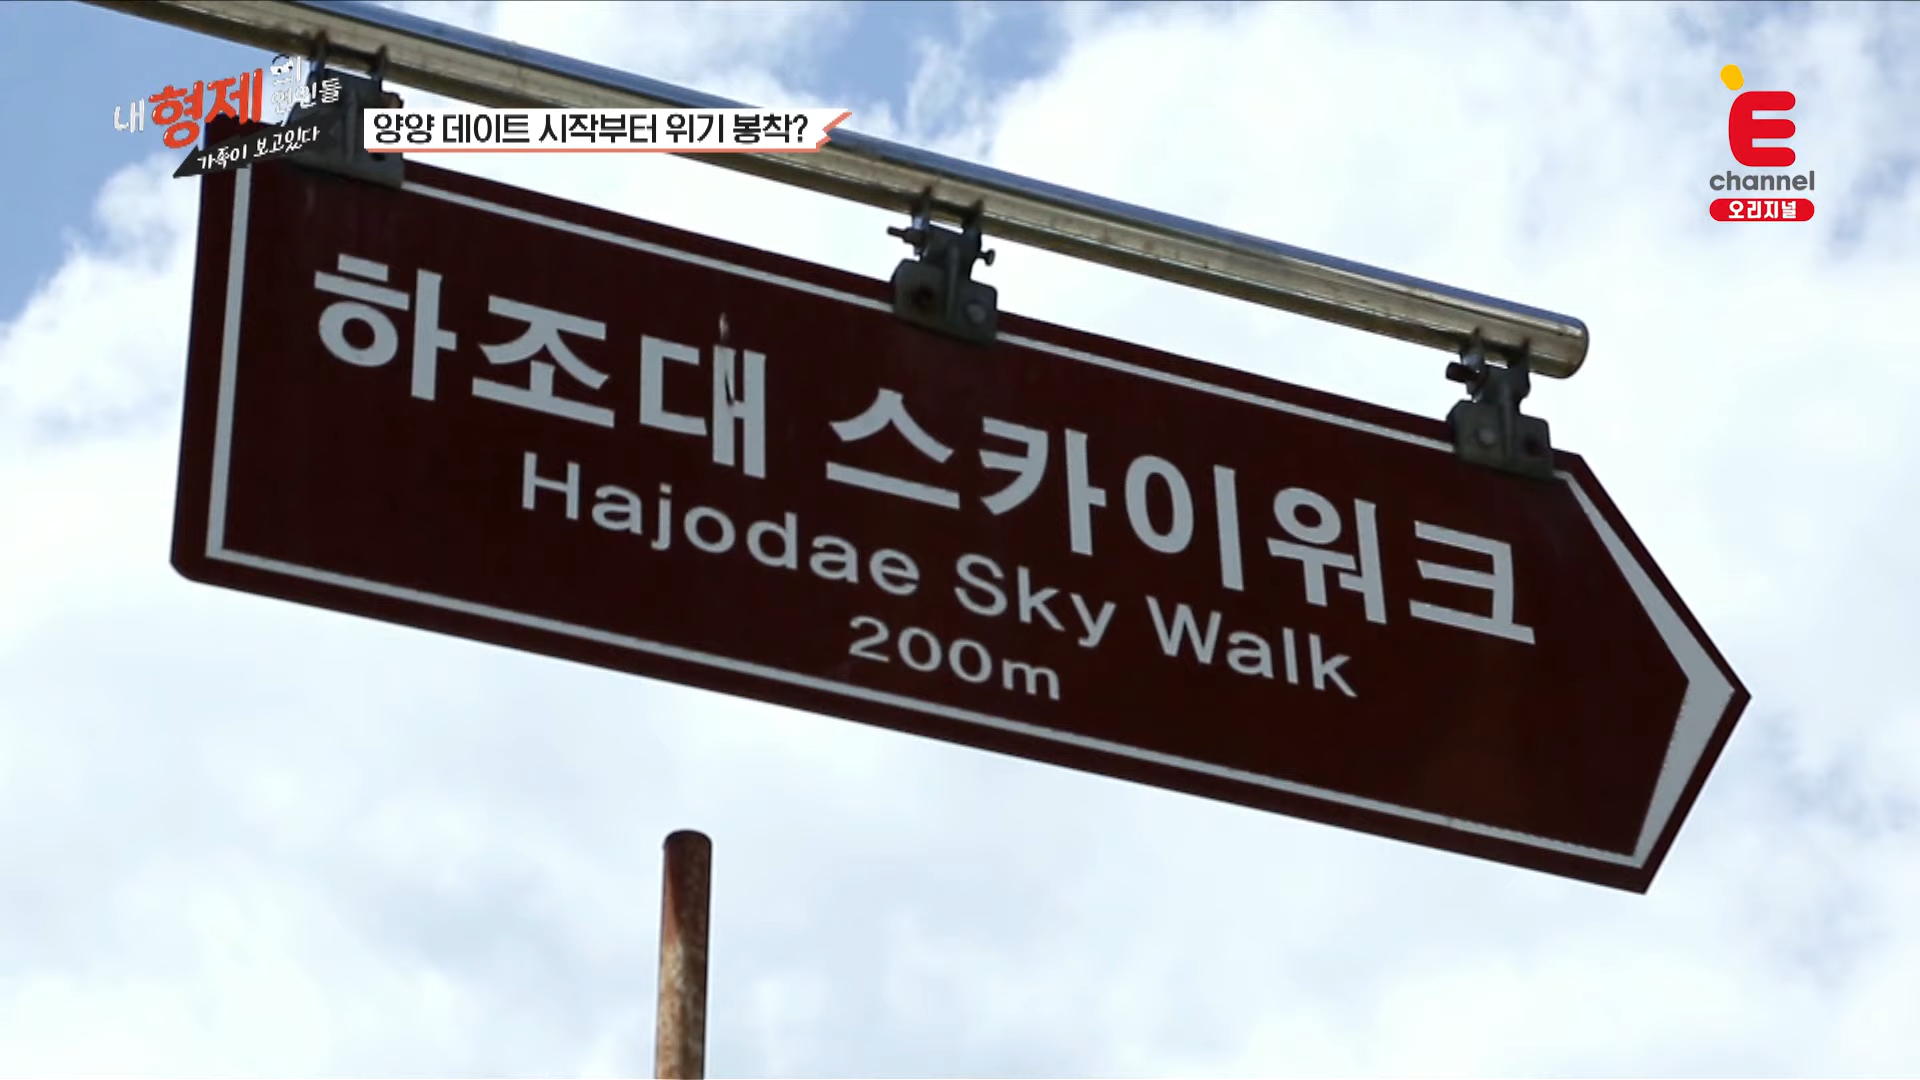 내 형제의 연인들
가족이 보고있다
양양 데이트 시작부터 위기 봉착?
E
channel
오리지널
하조대 스카이워크
Hajodae Sky Walk
200m